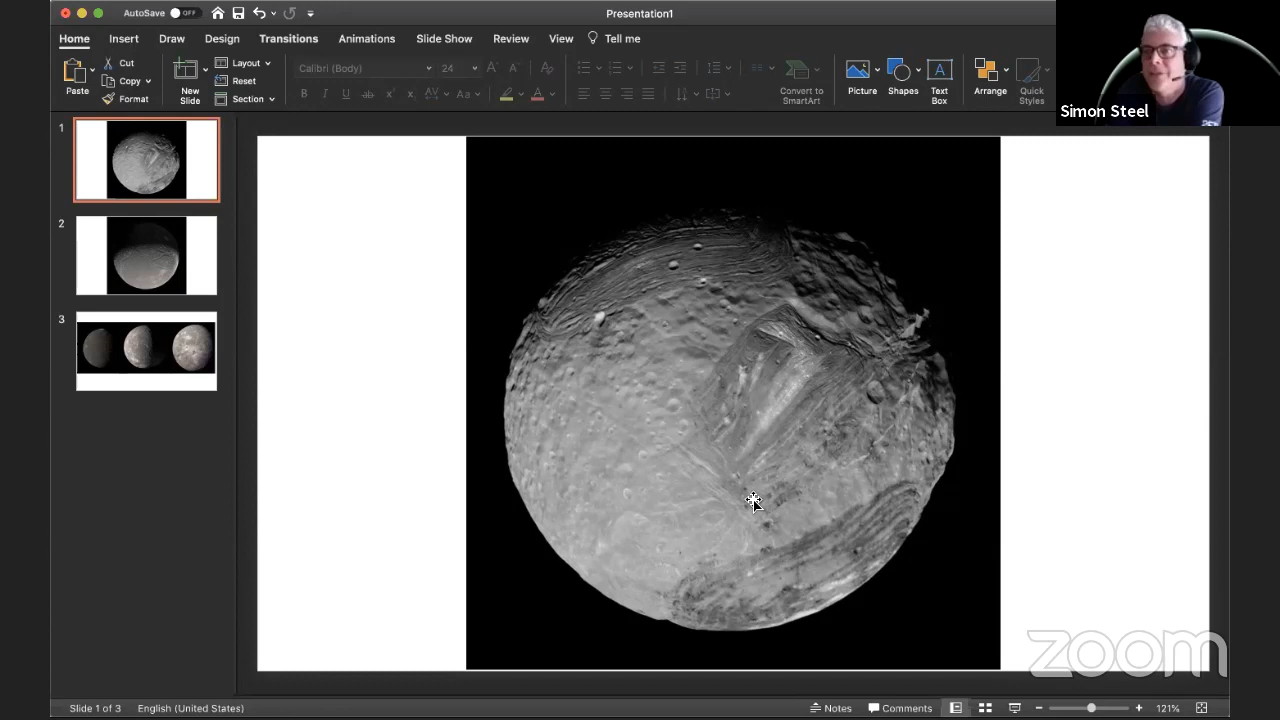 AutoSave OFF
Presentation1
Home Insert Draw Design Transitions Animations Slide Show Review View Tell me
Paste
Cut
Copy
Format
New
Slide
Layout
Reset
Section
Calibri (Body) 24
Convert to
SmartArt
Picture
Shapes
Text
Box
Arrange
Quick
Styles
Simon Steel
1
2
3
zoom
Slide 1 of 3 English (United States) Notes Comments 121%